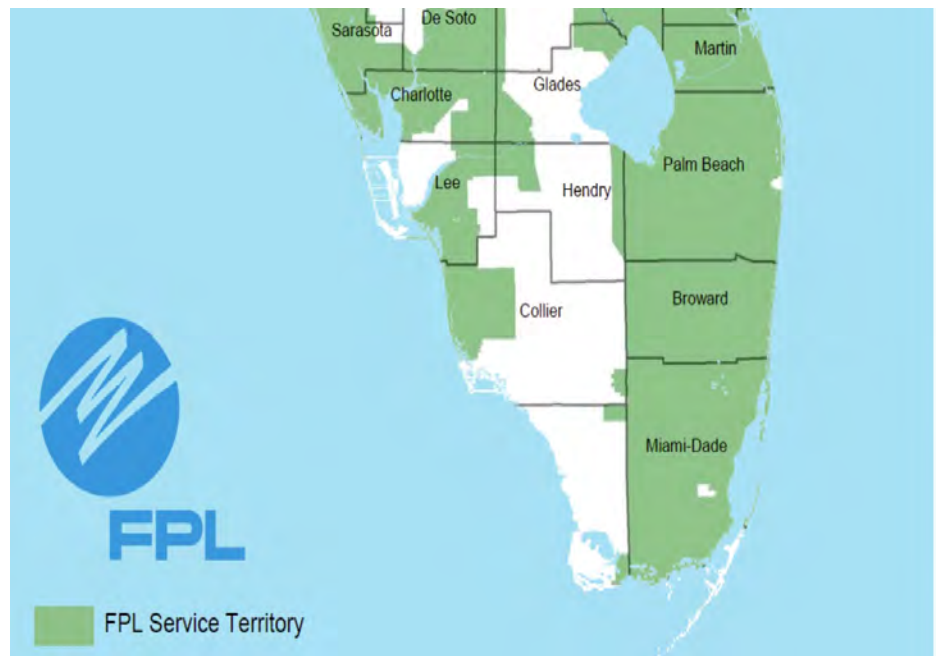 De Soto
Sarasota
Martin
Glades
Charlotte
Palm Beach
Lee
Hendry
Broward
Collier
Miami-Dade
FPL
FPL Service Territory